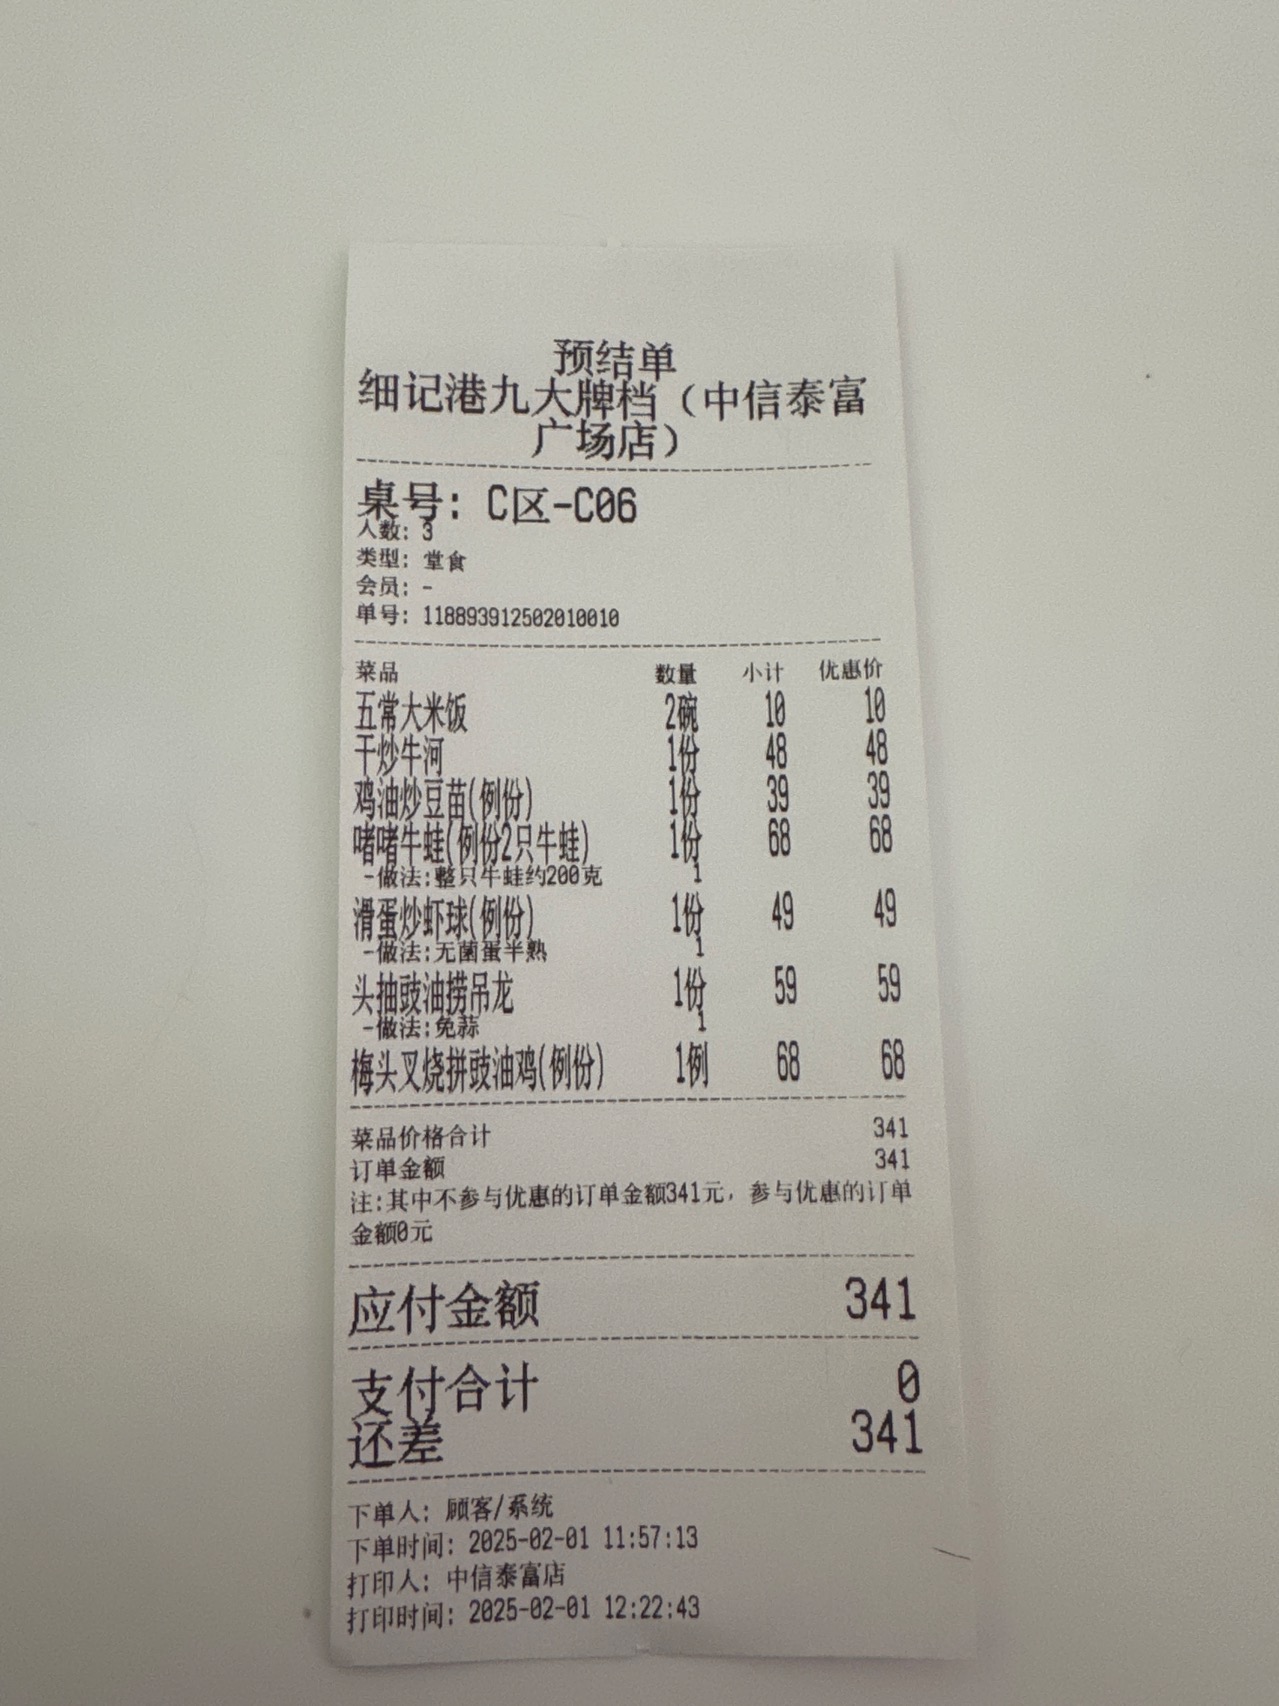 预结单
细记港九大牌档（中信泰富
广场店）
桌号：C区-C06
人数：3
类型：堂食
会员：-
单号：118893912502010010
菜品 数量 小计 优惠价
五常大米饭 2碗 10 10
干炒牛河 1份 48 48
鸡油炒豆苗(例份) 1份 39 39
啫啫牛蛙(例份2只牛蛙) 1份 68 68
-做法:整只牛蛙约200克 1
滑蛋炒虾球(例份) 1份 49 49
-做法:无菌蛋半熟 1
头抽豉油捞吊龙 1份 59 59
-做法:免蒜 1
梅头叉烧拼豉油鸡(例份) 1例 68 68
菜品价格合计 341
订单金额 341
注:其中不参与优惠的订单金额341元，参与优惠的订单
金额0元
应付金额 341
支付合计 0
还差 341
下单人：顾客/系统
下单时间：2025-02-01 11:57:13
打印人：中信泰富店
打印时间：2025-02-01 12:22:43